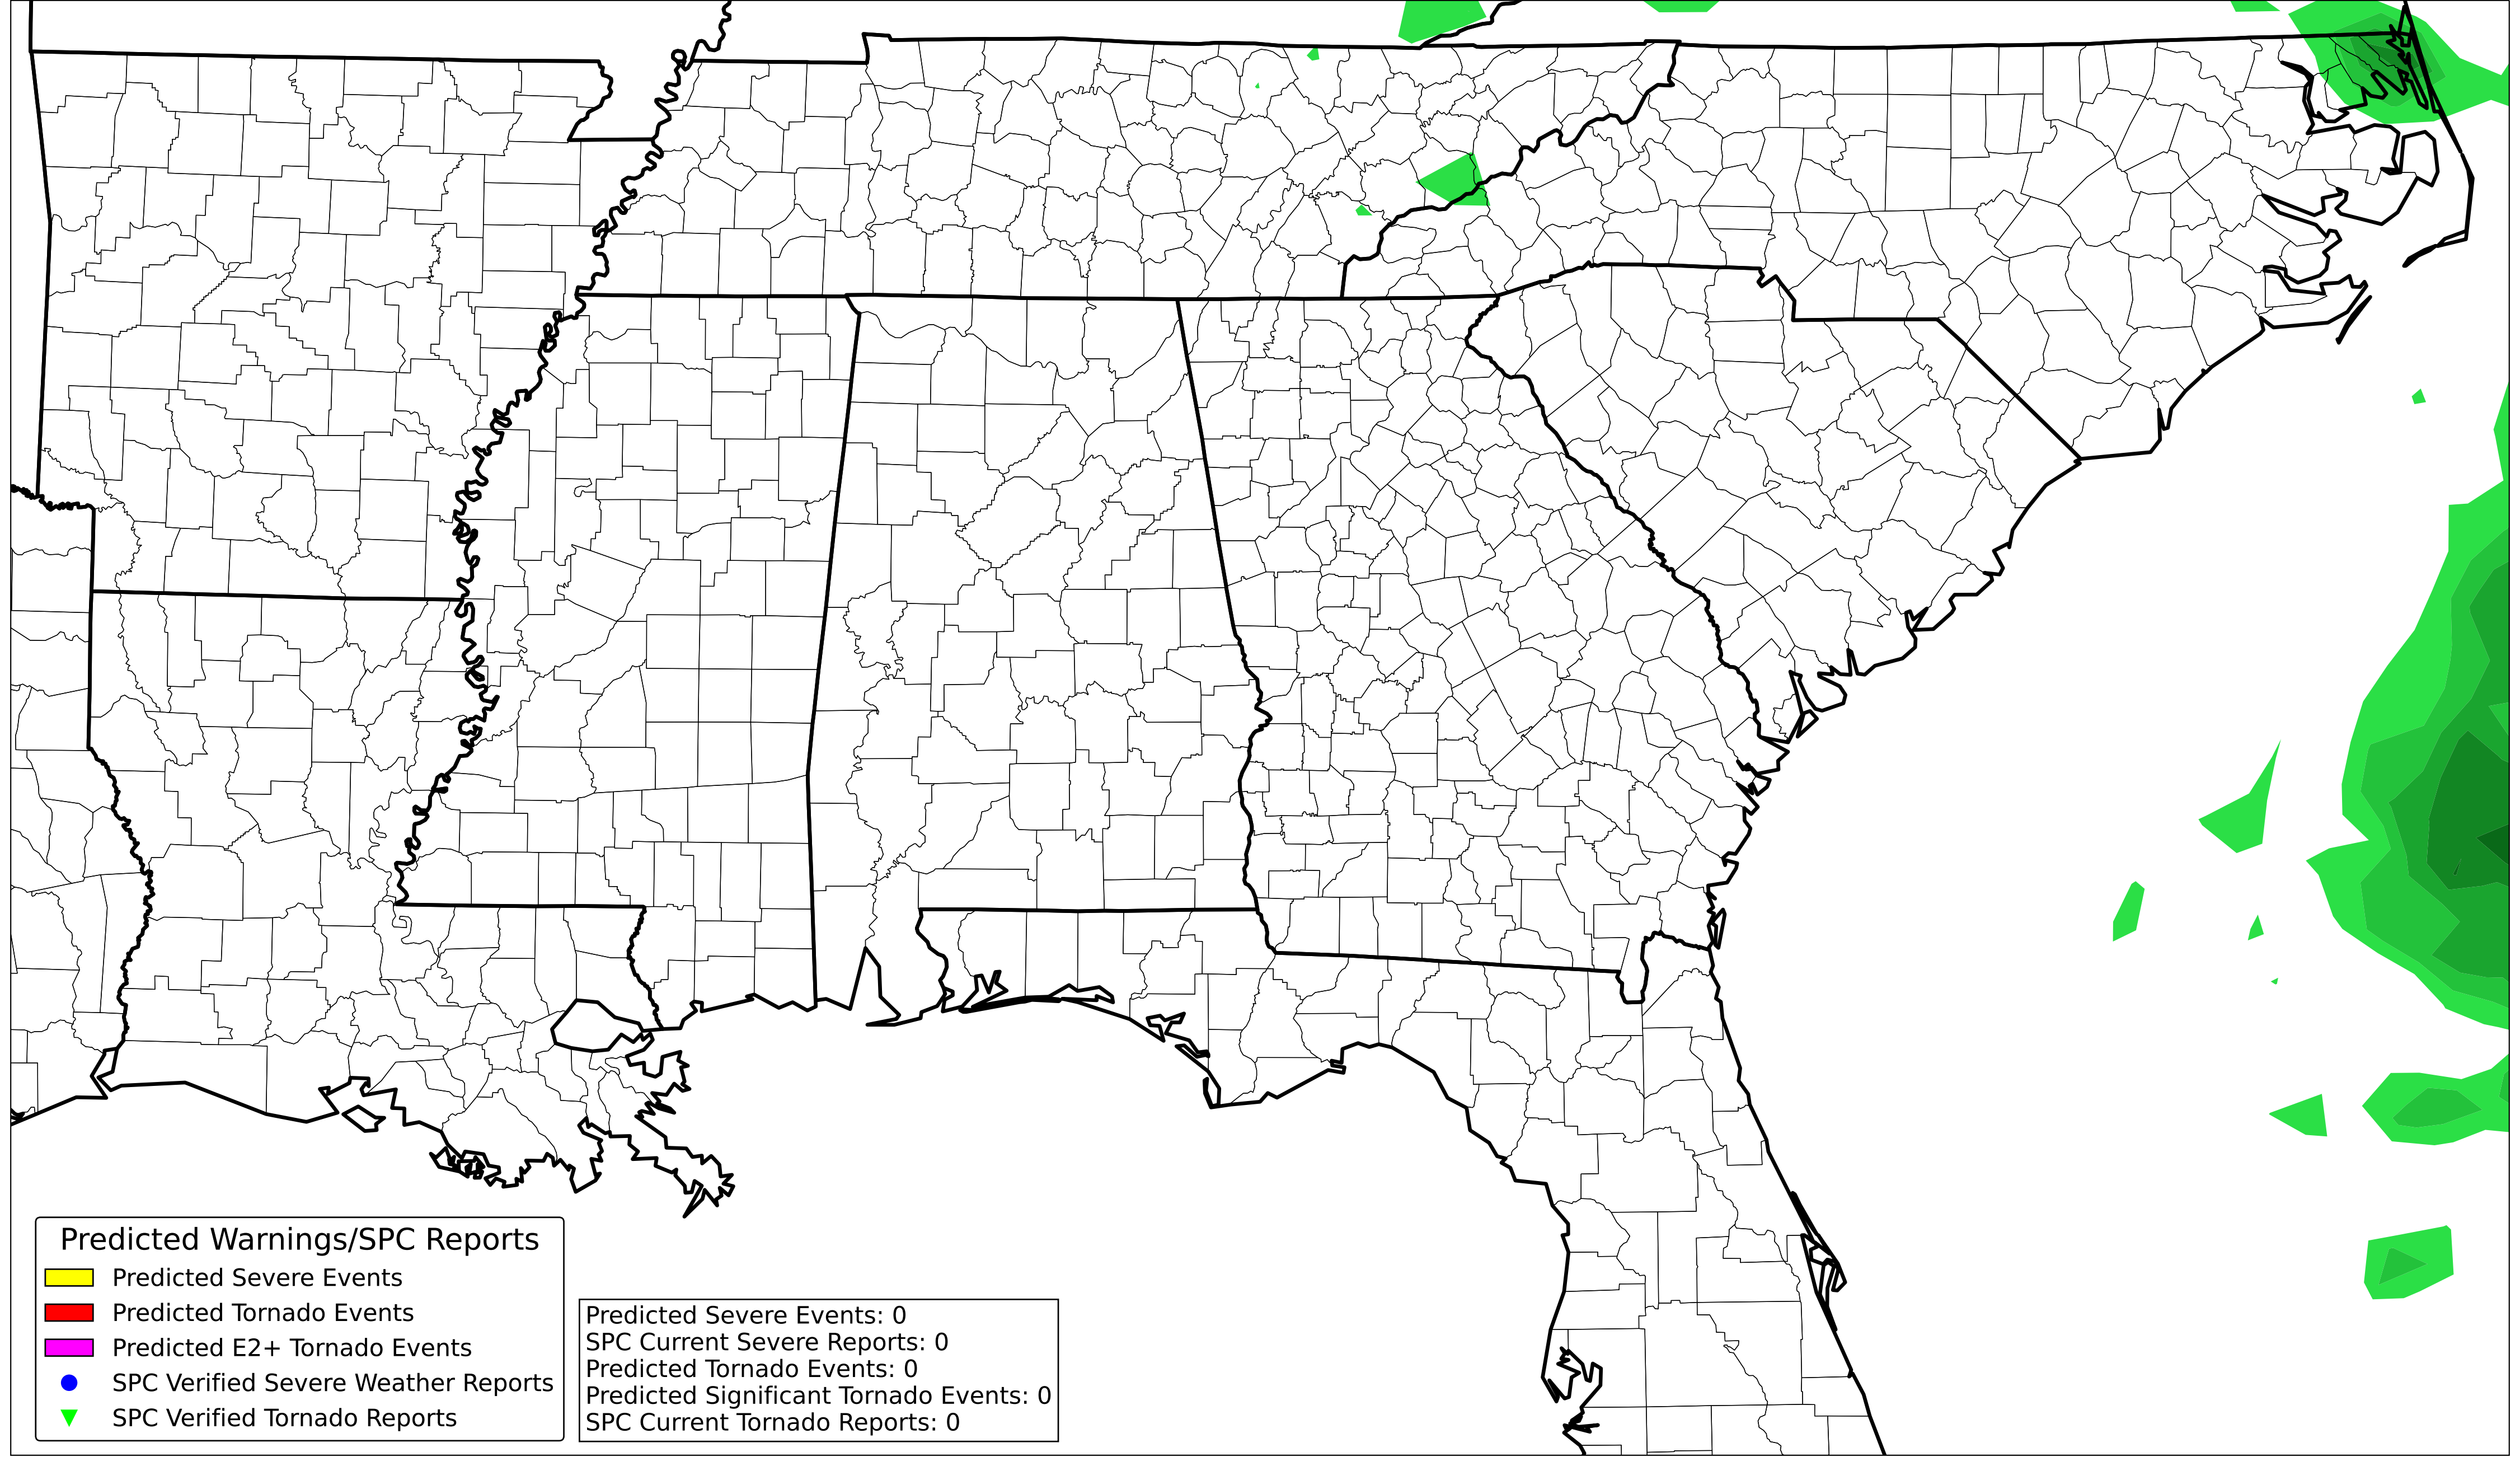 Predicted Warnings/SPC Reports
Predicted Severe Events
Predicted Tornado Events
Predicted E2+ Tornado Events
SPC Verified Severe Weather Reports
SPC Verified Tornado Reports
Predicted Severe Events: 0
SPC Current Severe Reports: 0
Predicted Tornado Events: 0
Predicted Significant Tornado Events: 0
SPC Current Tornado Reports: 0